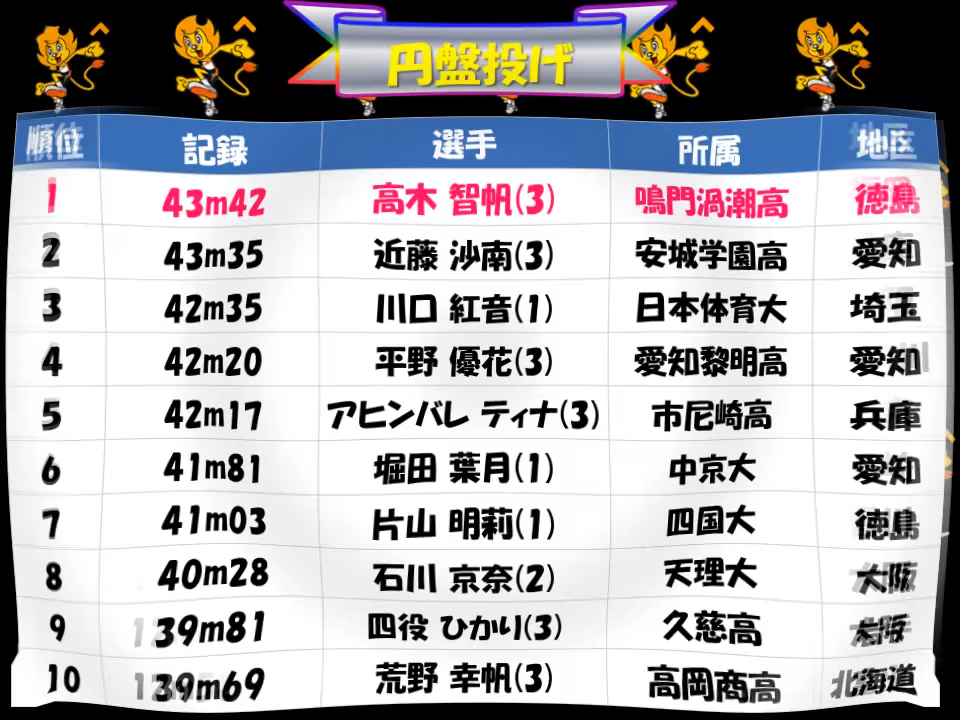 円盤投げ
順位 記録 選手 所属 地区
1 43m42 高木 智帆(3) 鳴門渦潮高 徳島
2 43m35 近藤 沙南(3) 安城学園高 愛知
3 42m35 川口 紅音(1) 日本体育大 埼玉
4 42m20 平野 優花(3) 愛知黎明高 愛知
5 42m17 アヒンバレ ティナ(3) 市尼崎高 兵庫
6 41m81 堀田 葉月(1) 中京大 愛知
7 41m03 片山 明莉(1) 四国大 徳島
8 40m28 石川 京奈(2) 天理大 大阪
9 39m81 四役 ひかり(3) 久慈高
10 39m69 荒野 幸帆(3) 高岡商高 北海道